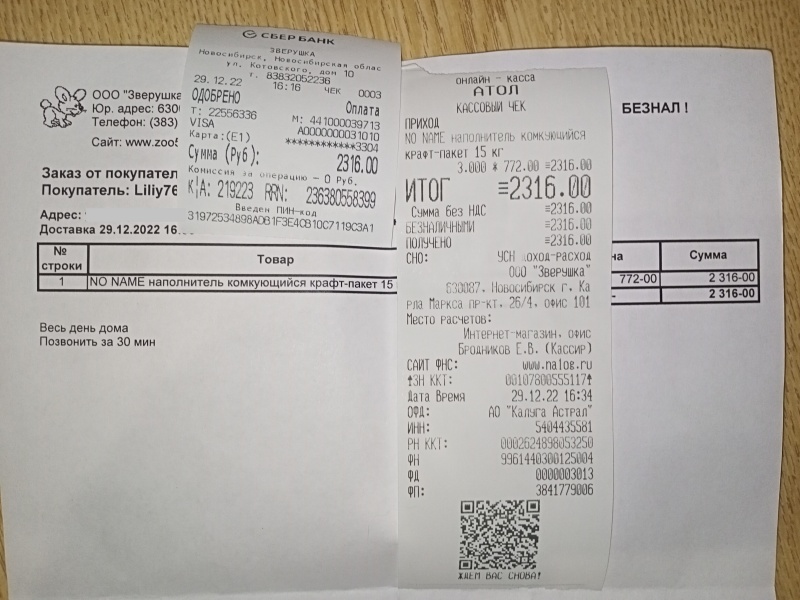 СБЕРБАНК
ЗВЕРУШКА
Новосибирск, Новосибирская облас
ул, Котовского, дом 10
т. 83832052236
29.12.22 16:16 ЧЕК 0003
ОДОБРЕНО Оплата
Т: 22556336 М: 441000039713
VISA A0000000031010
Карта:(E1) ************3304
Сумма (Руб): 2316.00
Комиссия за операцию - 0 Руб.
К|А: 219223 RRN: 236380558399
Введен ПИН-код
31972534898ADB1F3E4CB10C7119C3A1
ООО "Зверушка
Юр. адрес: 630
Телефон: (383)
Сайт: www.zoo5
БЕЗНАЛ !
Заказ от покупател
Покупатель: Liliy76
Адрес:
Доставка 29.12.2022 16.
№ строки Товар на Сумма
1 NO NAME наполнитель комкующийся крафт-пакет 15 772-00 2 316-00
- 2 316-00
Весь день дома
Позвонить за 30 мин
онлайн - касса
АТОЛ
КАССОВЫЙ ЧЕК
ПРИХОД
NO NAME наполнитель комкующийся
крафт-пакет 15 кг
3.000 * 772.00 ≡2316.00
ИТОГ ≡2316.00
Сумма без НДС ≡2316.00
БЕЗНАЛИЧНЫМИ ≡2316.00
ПОЛУЧЕНО ≡2316.00
СНО: УСН доход-расход
ООО "Зверушка"
630087, Новосибирск г, Ка
рла Маркса пр-кт, 26/4, офис 101
Место расчетов:
Интернет-магазин, офис
Бродников Е.В. (Кассир)
САЙТ ФНС: www.nalog.ru
ЗН ККТ: 00107800555117
Дата Время 29.12.22 16:34
ОФД: АО "Калуга Астрал"
ИНН: 5404435581
РН ККТ: 0002624898053250
ФН 9961440300125004
ФД 0000003013
ФП: 3841779006
ЖДЕМ ВАС СНОВА!